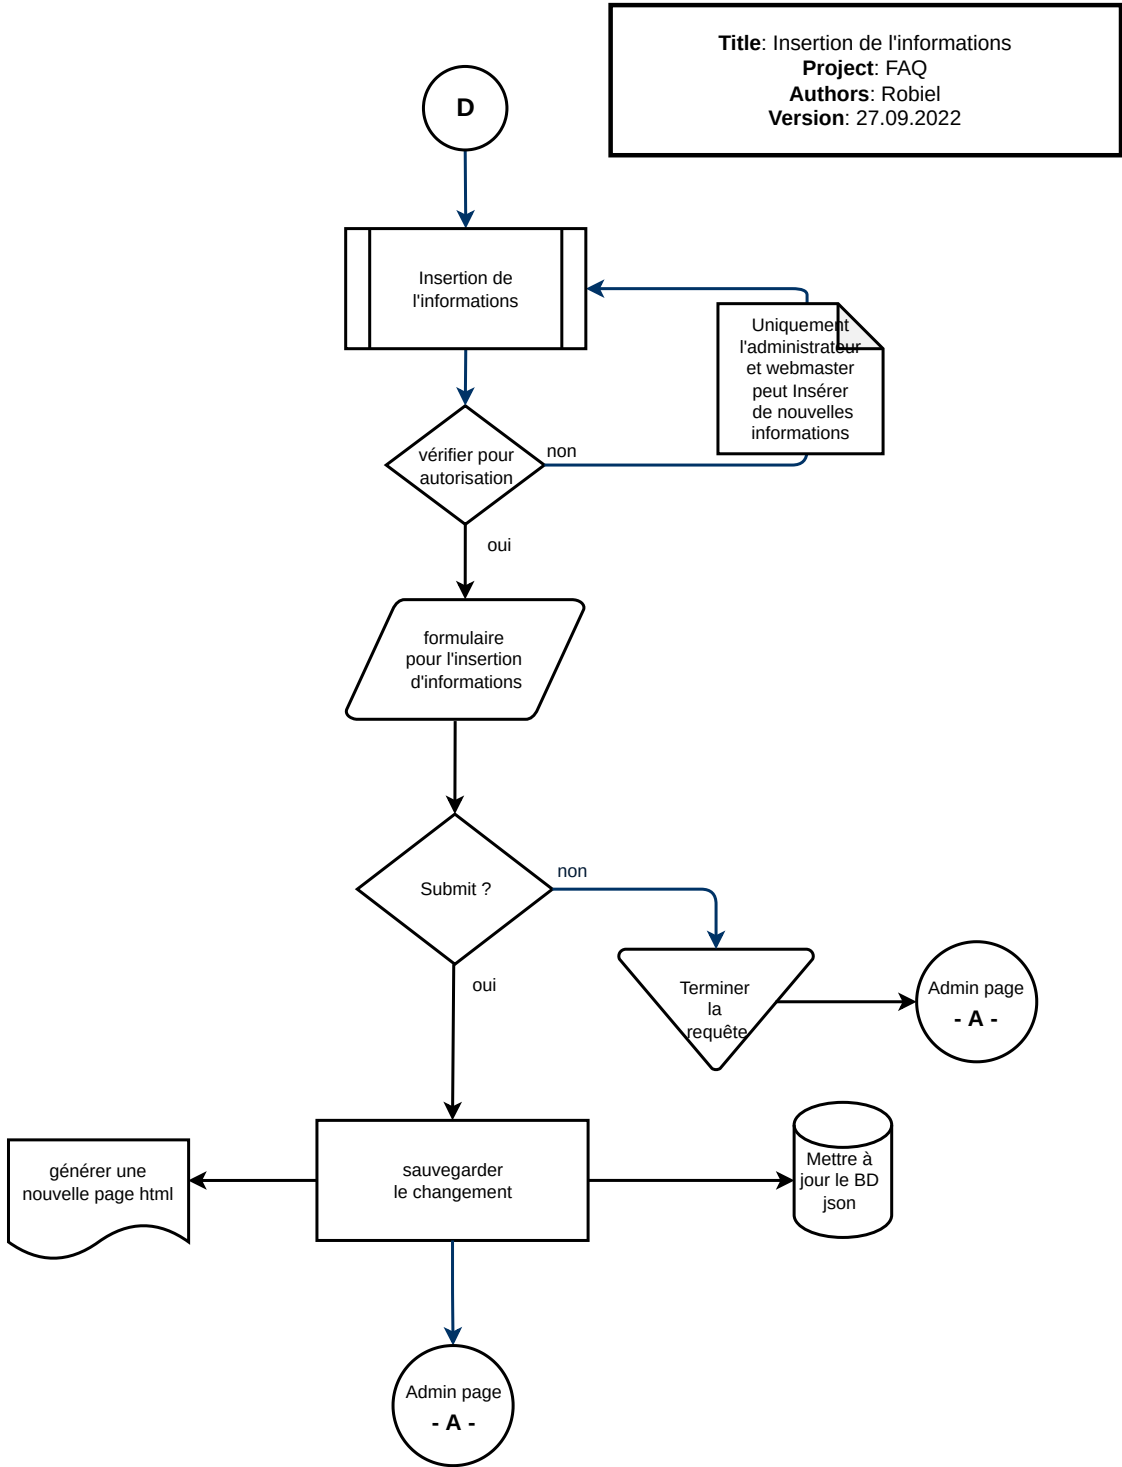 Title: Insertion de l'informations
Project: FAQ
Authors: Robiel
Version: 27.09.2022
D
Insertion de
l'informations
Uniquement
l'administrateur
et webmaster
peut Insérer
de nouvelles
informations
vérifier pour
autorisation
non
oui
formulaire
pour l'insertion
d'informations
Submit ?
non
oui
Terminer
la
requête
Admin page
- A -
générer une
nouvelle page html
sauvegarder
le changement
Mettre à
jour le BD
json
Admin page
- A -